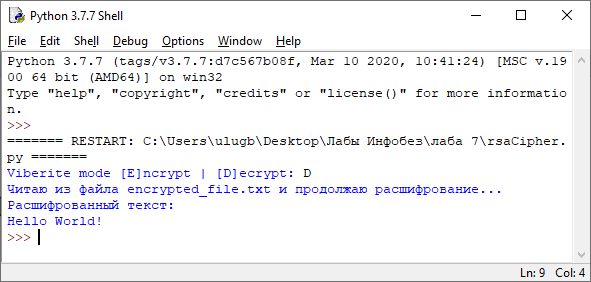 Python 3.7.7 Shell
File Edit Shell Debug Options Window Help
Python 3.7.7 (tags/v3.7.7:d7c567b08f, Mar 10 2020, 10:41:24) [MSC v.19
00 64 bit (AMD64)] on win32
Type "help", "copyright", "credits" or "license()" for more informatio
n.
>>>
======= RESTART: C:\Users\ulugb\Desktop\Лабы Инфобез\лаба 7\rsaCipher.
py =======
Viberite mode [E]ncrypt | [D]ecrypt: D
Читаю из файла encrypted_file.txt и продолжаю расшифрование...
Расшифрованный текст:
Hello World!
>>>
Ln: 9 Col: 4